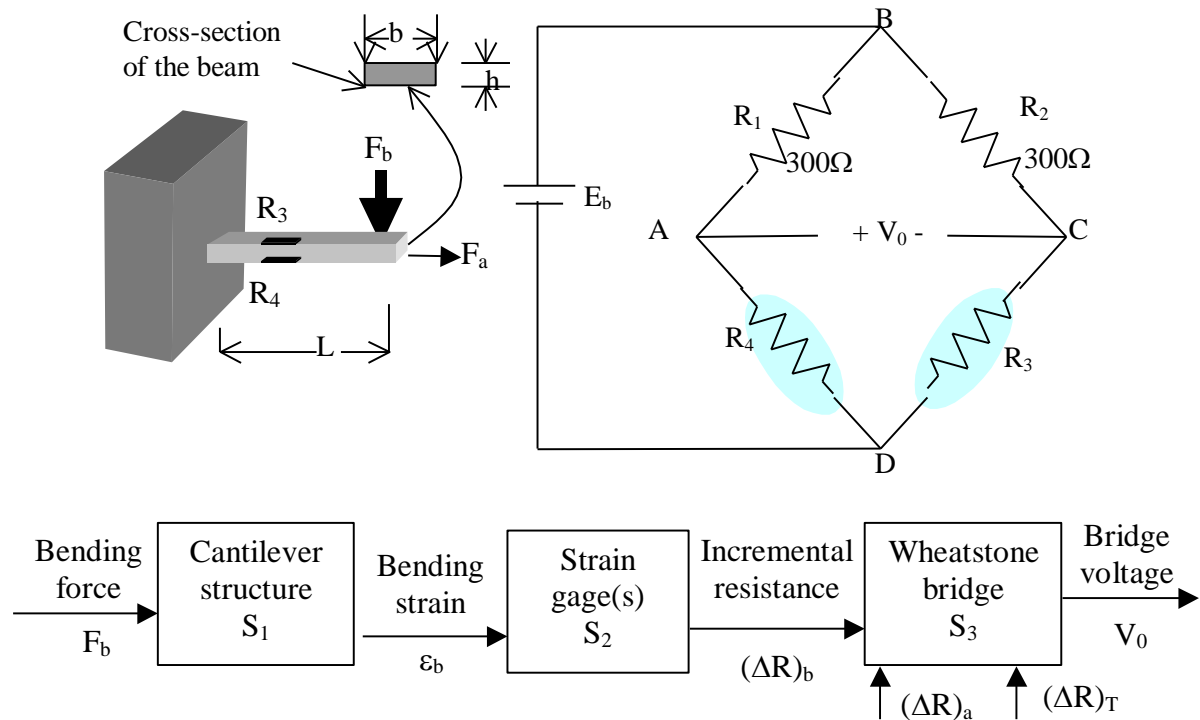 Cross-section
of the beam
b
h
F_b
R_3
F_a
R_4
L
B
R_1
300Ω
R_2
300Ω
E_b
A
+ V_0 -
C
R_4
R_3
D
Bending
force
F_b
Cantilever
structure
S_1
Bending
strain
ε_b
Strain
gage(s)
S_2
Incremental
resistance
(ΔR)_b
Wheatstone
bridge
S_3
Bridge
voltage
V_0
(ΔR)_a
(ΔR)_T